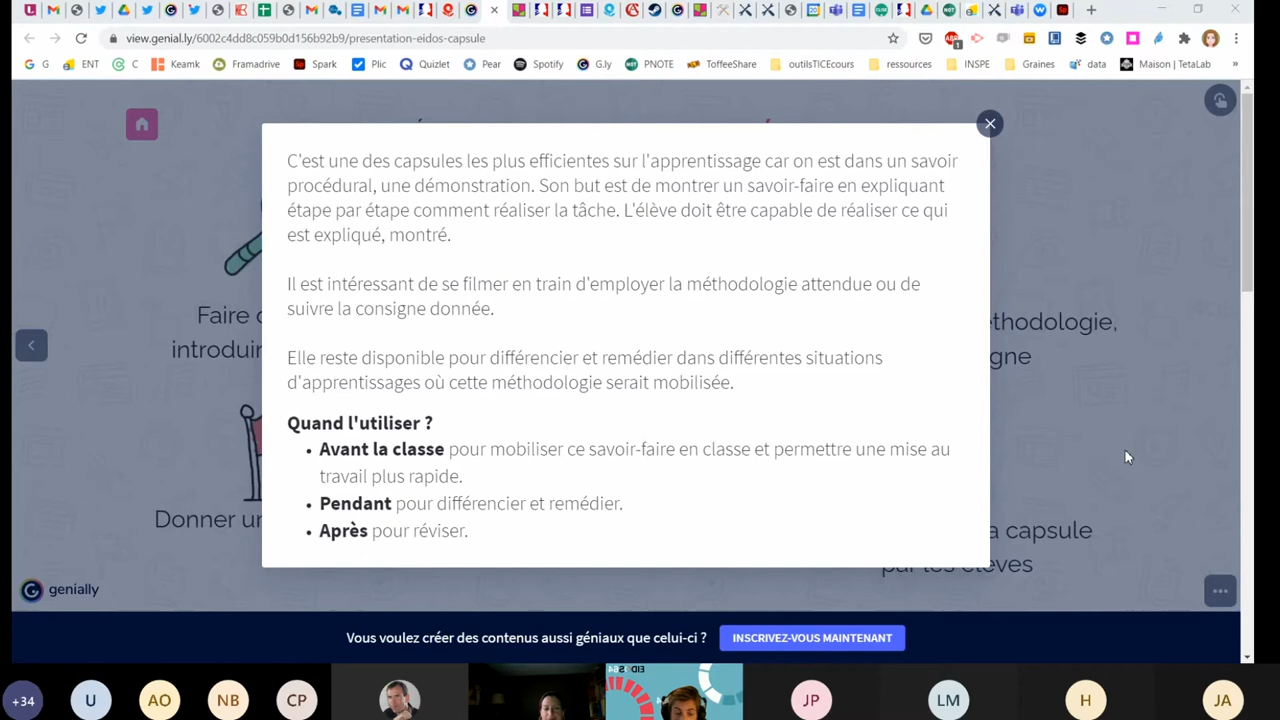 view.genial.ly/6002c4dd8c059b0d156b92b9/presentation-eidos-capsule
G ENT C Keamk Framadrive Spark Plic Quizlet Pear Spotify G.ly PNOTE ToffeeShare outilsTICEcours ressources INSPE Graines data Maison | TetaLab »
C'est une des capsules les plus efficientes sur l'apprentissage car on est dans un savoir
procédural, une démonstration. Son but est de montrer un savoir-faire en expliquant
étape par étape comment réaliser la tâche. L'élève doit être capable de réaliser ce qui
est expliqué, montré.
Il est intéressant de se filmer en train d'employer la méthodologie attendue ou de
suivre la consigne donnée.
Elle reste disponible pour différencier et remédier dans différentes situations
d'apprentissages où cette méthodologie serait mobilisée.
Quand l'utiliser ?
• Avant la classe pour mobiliser ce savoir-faire en classe et permettre une mise au
travail plus rapide.
• Pendant pour différencier et remédier.
• Après pour réviser.
Faire
introduir
thodologie,
gne
Donner un
a capsule
par les élèves
genially
Vous voulez créer des contenus aussi géniaux que celui-ci ? INSCRIVEZ-VOUS MAINTENANT
+34 U AO NB CP JP LM H JA